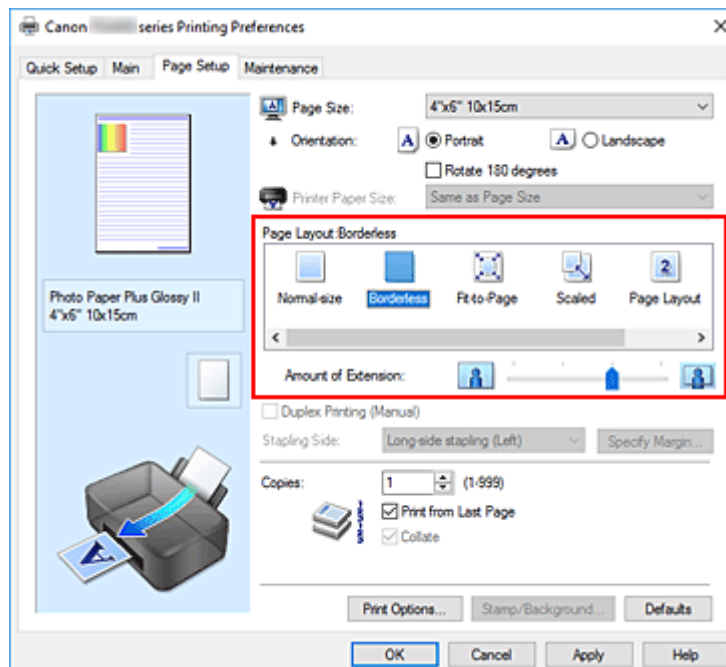 Canon series Printing Preferences
Quick Setup Main Page Setup Maintenance
Page Size: 4"x6" 10x15cm
Orientation: A Portrait A Landscape
Rotate 180 degrees
Printer Paper Size: Same as Page Size
Page Layout:Borderless
2
Normal-size Borderless Fit-to-Page Scaled Page Layout
Photo Paper Plus Glossy II
4"x6" 10x15cm
Amount of Extension:
Duplex Printing (Manual)
Stapling Side: Long-side stapling (Left) Specify Margin...
Copies: 1 (1-999)
Print from Last Page
Collate
A
Print Options... Stamp/Background... Defaults
OK Cancel Apply Help